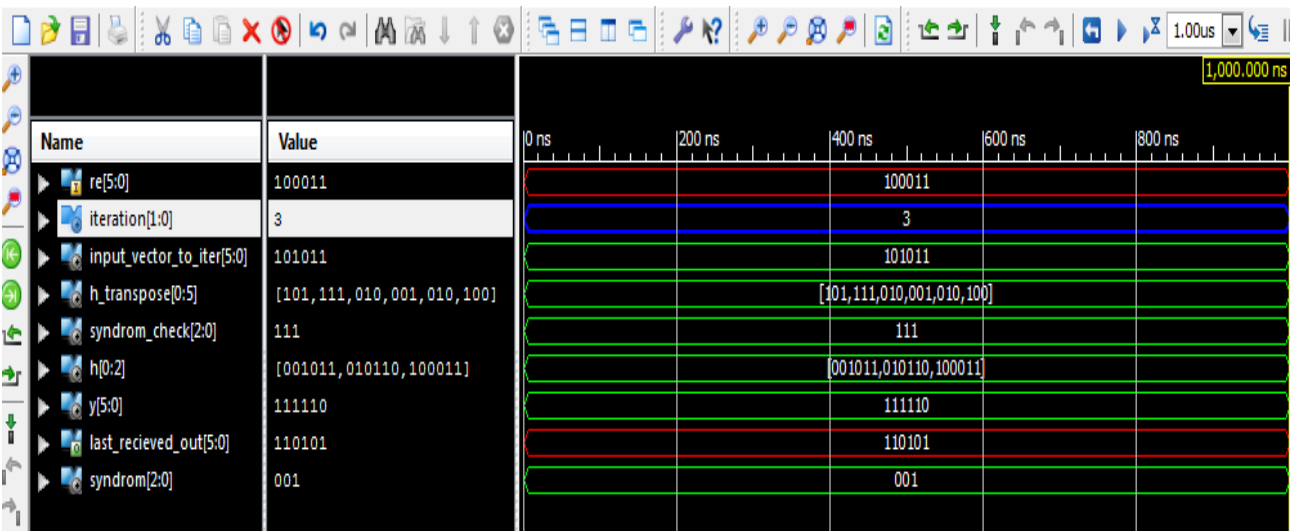 1.00us
1,000.000 ns
Name Value 0 ns 200 ns 400 ns 600 ns 800 ns
re[5:0] 100011 100011
iteration[1:0] 3 3
input_vector_to_iter[5:0] 101011 101011
h_transpose[0:5] [101,111,010,001,010,100] [101,111,010,001,010,100]
syndrom_check[2:0] 111 111
h[0:2] [001011,010110,100011] [001011,010110,100011]
y[5:0] 111110 111110
last_recieved_out[5:0] 110101 110101
syndrom[2:0] 001 001